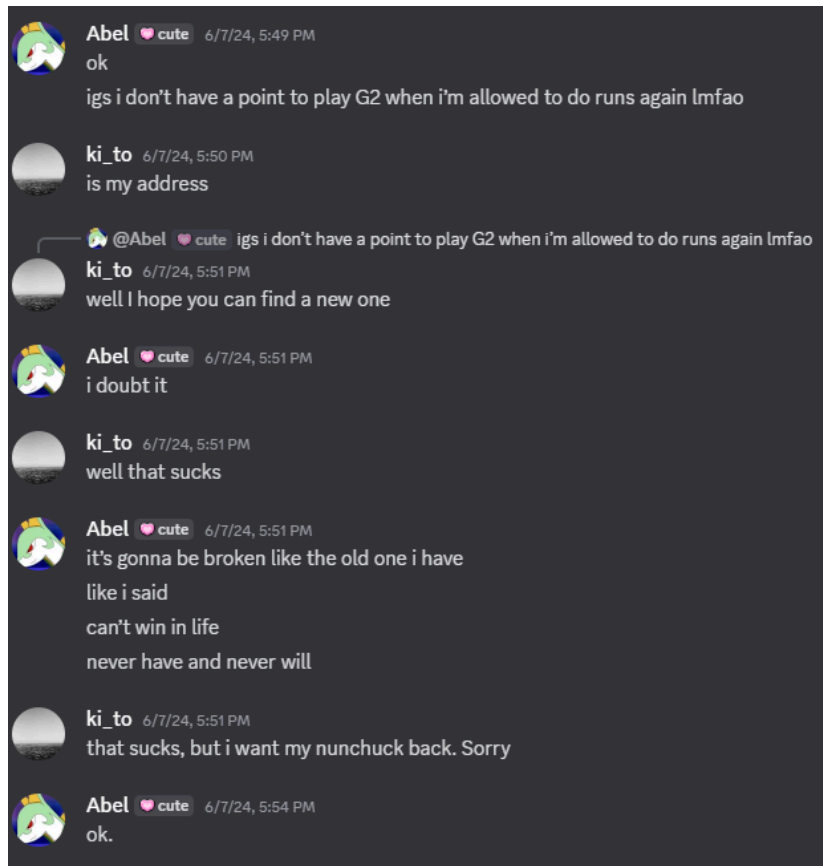 Abel cute 6/7/24, 5:49 PM
ok
igs i don't have a point to play G2 when i'm allowed to do runs again lmfao
ki_to 6/7/24, 5:50 PM
is my address
@Abel cute igs i don't have a point to play G2 when i'm allowed to do runs again lmfao
ki_to 6/7/24, 5:51 PM
well I hope you can find a new one
Abel cute 6/7/24, 5:51 PM
i doubt it
ki_to 6/7/24, 5:51 PM
well that sucks
Abel cute 6/7/24, 5:51 PM
it's gonna be broken like the old one i have
like i said
can't win in life
never have and never will
ki_to 6/7/24, 5:51 PM
that sucks, but i want my nunchuck back. Sorry
Abel cute 6/7/24, 5:54 PM
ok.